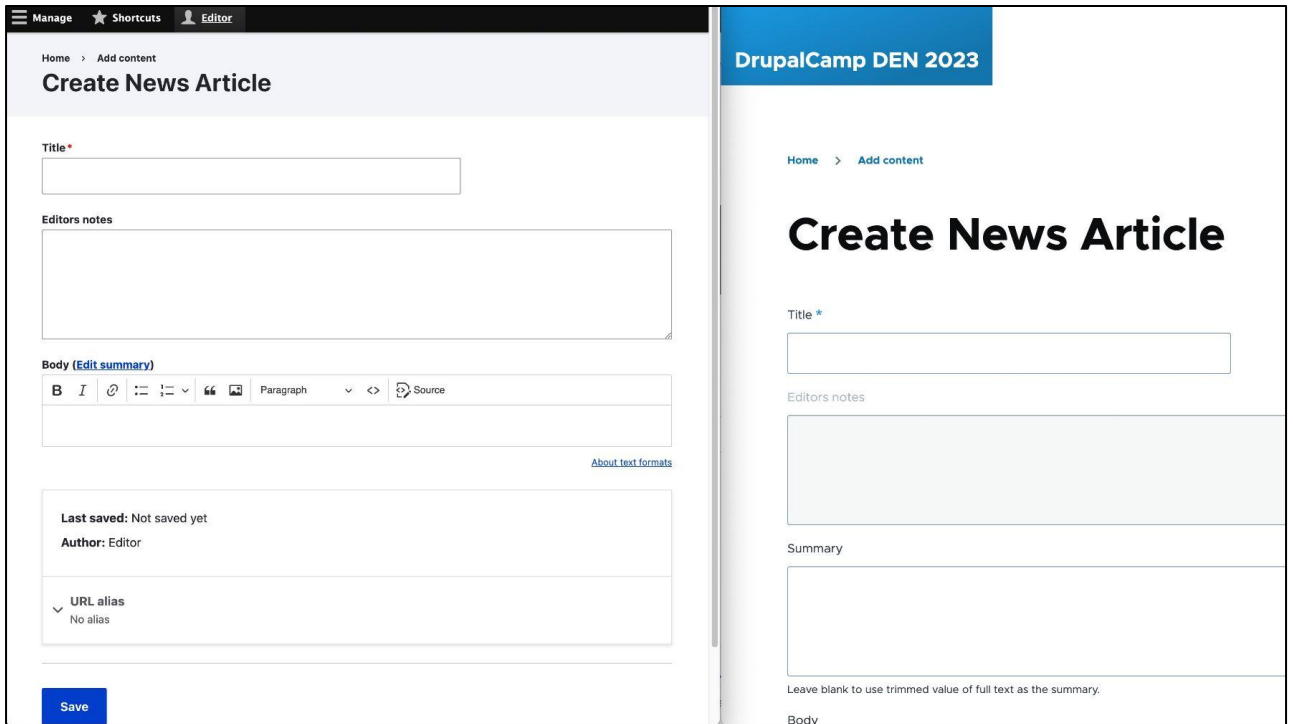 Manage Shortcuts Editor
Home > Add content
Create News Article
Title*
Editors notes
Body (Edit summary)
B I Paragraph <> Source
About text formats
Last saved: Not saved yet
Author: Editor
URL alias
No alias
Save
DrupalCamp DEN 2023
Home > Add content
Create News Article
Title *
Editors notes
Summary
Leave blank to use trimmed value of full text as the summary.
Body